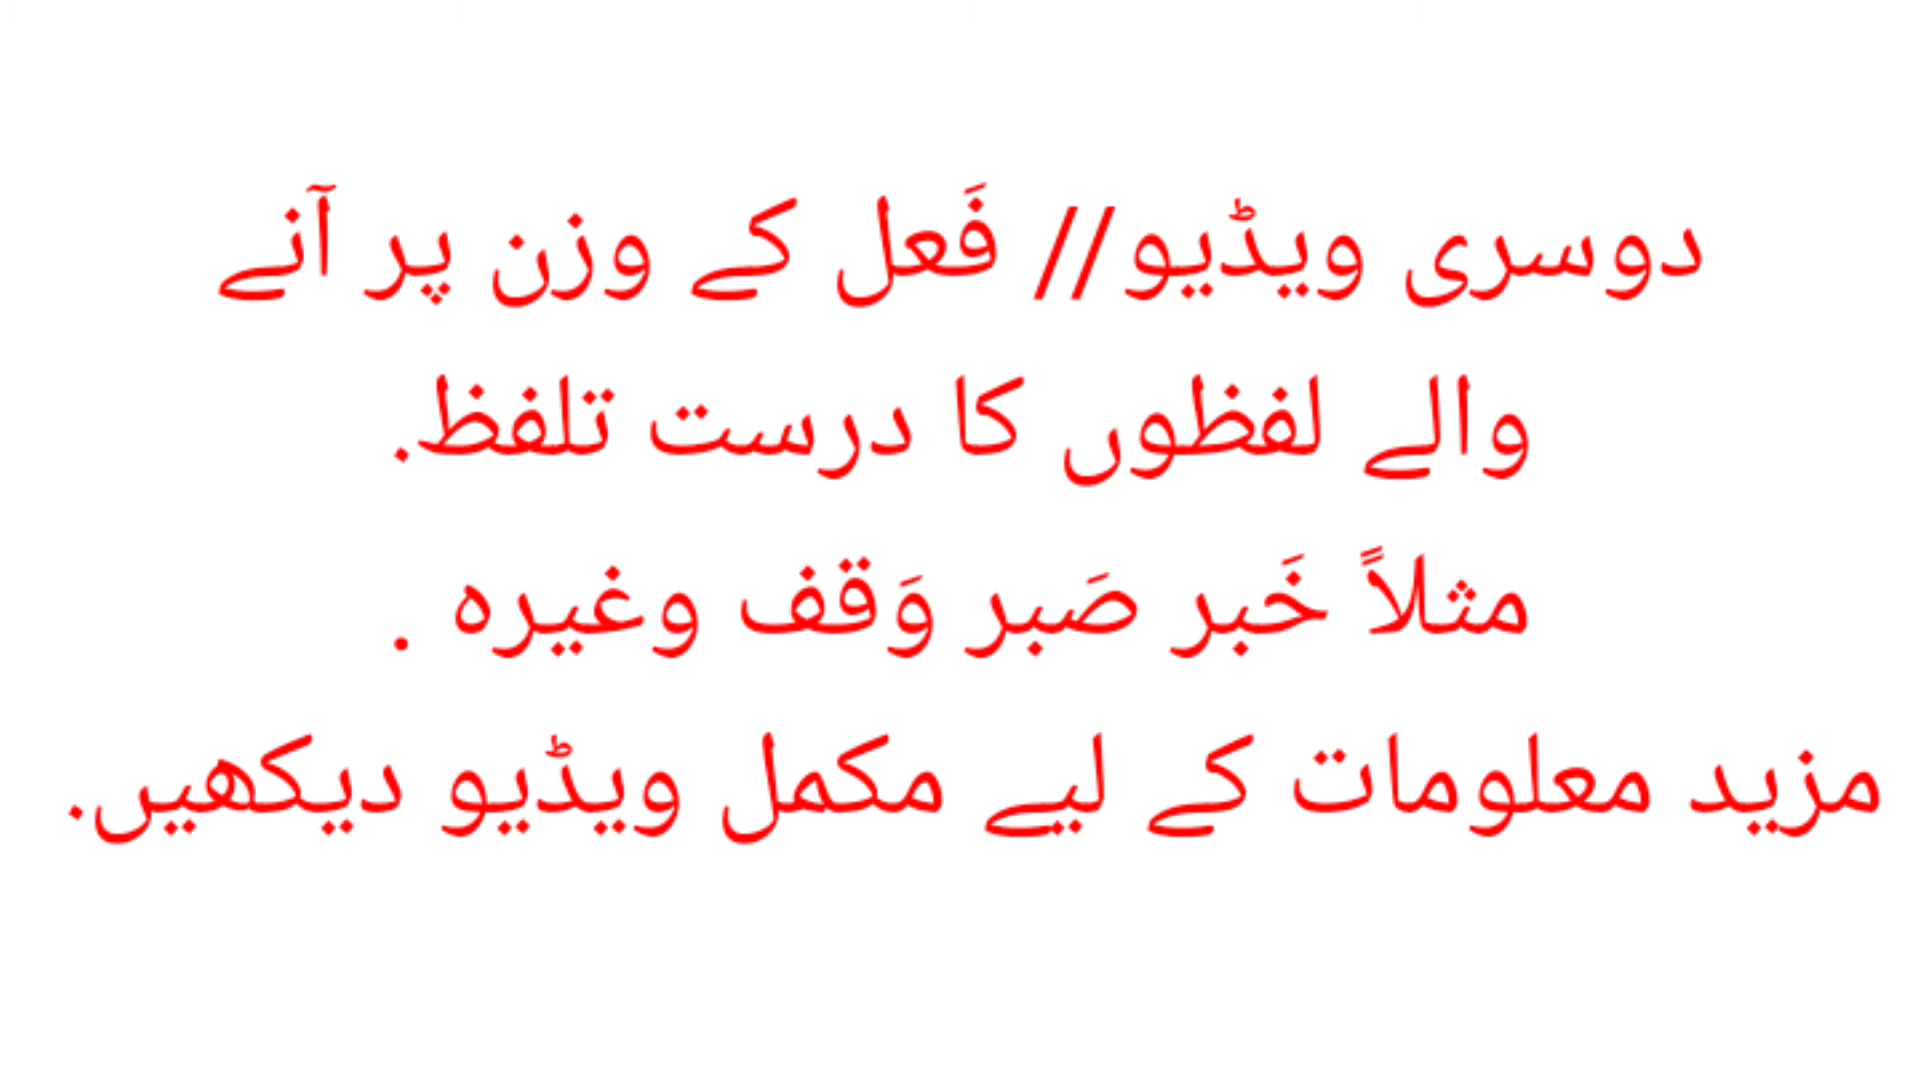 دوسری ویڈیو// فَعل کے وزن پر آنے
والے لفظوں کا درست تلفظ.
مثلاً خَبر صَبر وَقف وغیرہ .
مزید معلومات کے لیے مکمل ویڈیو دیکھیں.